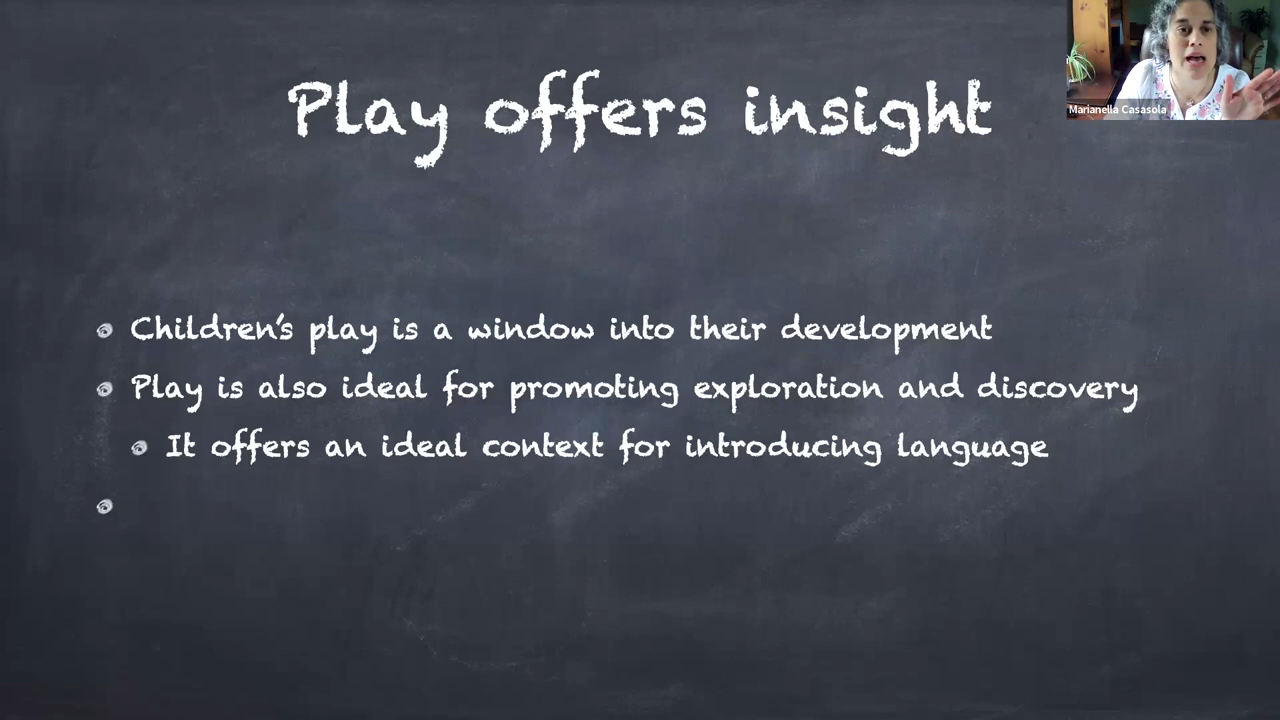 Play offers insight
Marianella Casasola
Children's play is a window into their development
Play is also ideal for promoting exploration and discovery
It offers an ideal context for introducing language